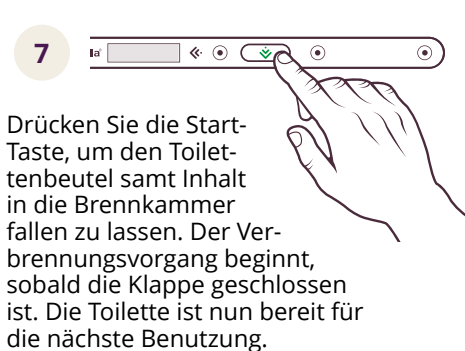 7
la
Drücken Sie die Start-
Taste, um den Toilet-
tenbeutel samt Inhalt
in die Brennkammer
fallen zu lassen. Der Ver-
brennungsvorgang beginnt,
sobald die Klappe geschlossen
ist. Die Toilette ist nun bereit für
die nächste Benutzung.